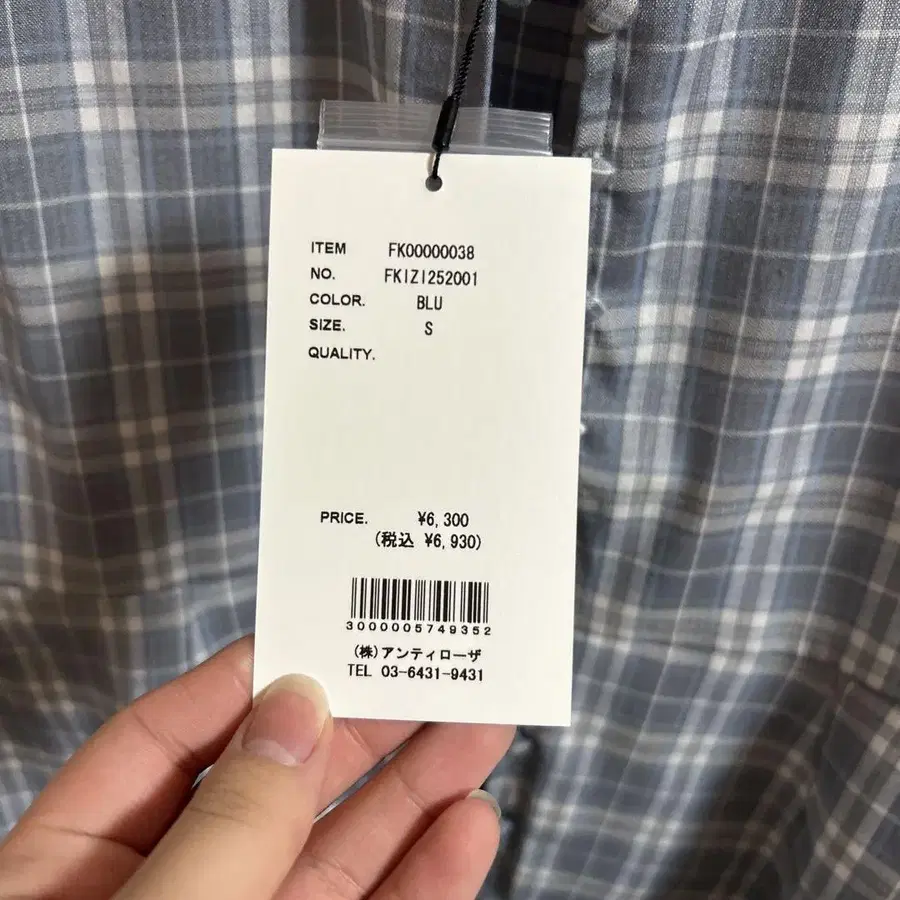 ITEM FK00000038
NO. FKIZI252001
COLOR. BLU
SIZE. S
QUALITY.
PRICE. ¥6,300
(税込 ¥6,930)
3000005749352
(株)アンティローザ
TEL 03-6431-9431